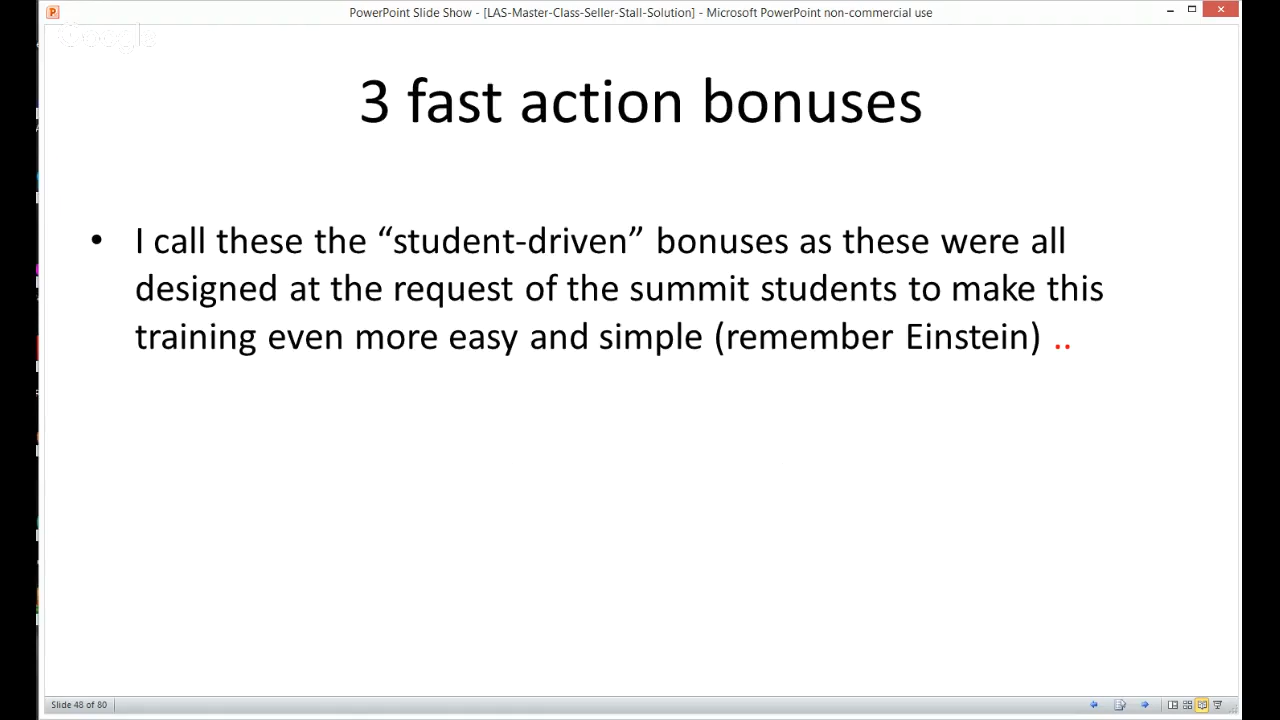 PowerPoint Slide Show - [LAS-Master-Class-Seller-Stall-Solution] - Microsoft PowerPoint non-commercial use
Google
3 fast action bonuses
• I call these the “student-driven” bonuses as these were all
designed at the request of the summit students to make this
training even more easy and simple (remember Einstein) ..
Slide 48 of 80